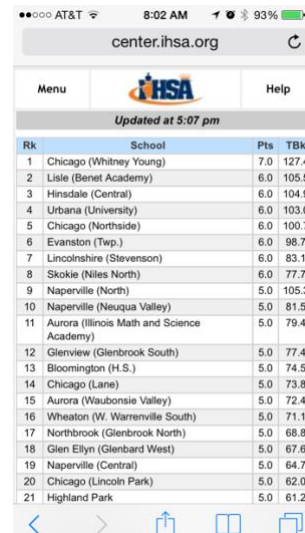 ●●○○○ AT&T 8:02 AM 93%
center.ihsa.org
Menu IHSA Help
Updated at 5:07 pm
Rk School Pts TBk
1 Chicago (Whitney Young) 7.0 127.4
2 Lisle (Benet Academy) 6.0 105.5
3 Hinsdale (Central) 6.0 104.9
4 Urbana (University) 6.0 103.0
5 Chicago (Northside) 6.0 100.7
6 Evanston (Twp.) 6.0 98.7
7 Lincolnshire (Stevenson) 6.0 83.1
8 Skokie (Niles North) 6.0 77.7
9 Naperville (North) 5.0 105.3
10 Naperville (Neuqua Valley) 5.0 81.5
11 Aurora (Illinois Math and Science 5.0 79.4
Academy)
12 Glenview (Glenbrook South) 5.0 77.4
13 Bloomington (H.S.) 5.0 74.5
14 Chicago (Lane) 5.0 73.8
15 Aurora (Waubonsie Valley) 5.0 72.4
16 Wheaton (W. Warrenville South) 5.0 71.1
17 Northbrook (Glenbrook North) 5.0 68.8
18 Glen Ellyn (Glenbard West) 5.0 67.6
19 Naperville (Central) 5.0 64.7
20 Chicago (Lincoln Park) 5.0 62.0
21 Highland Park 5.0 61.2